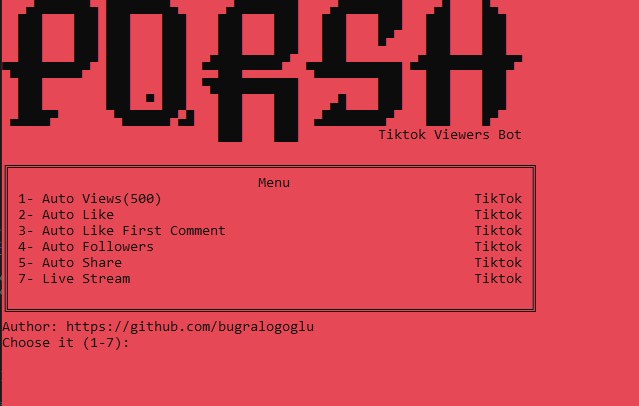 PORSH
Tiktok Viewers Bot
Menu
1- Auto Views(500) TikTok
2- Auto Like Tiktok
3- Auto Like First Comment Tiktok
4- Auto Followers Tiktok
5- Auto Share Tiktok
7- Live Stream Tiktok
Author: https://github.com/bugralogoglu
Choose it (1-7):